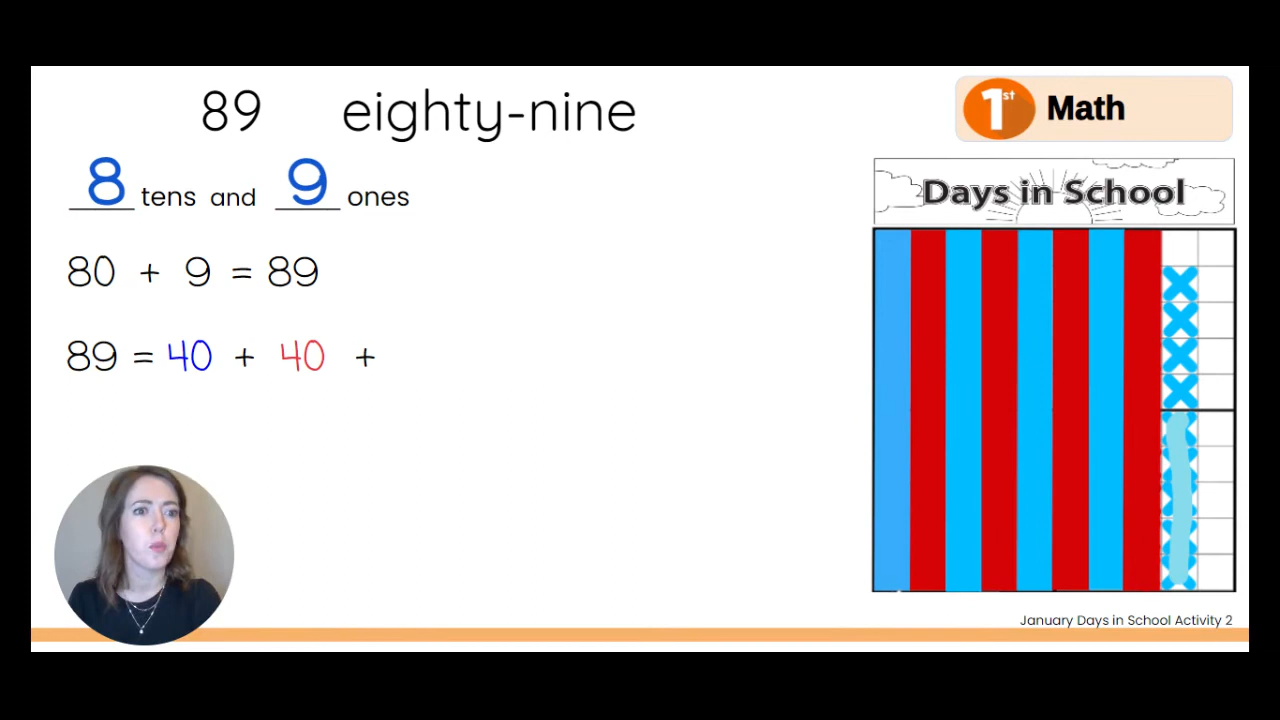 89 eighty-nine
1st Math
8 tens and 9 ones
Days in School
80 + 9 = 89
89 = 40 + 40 +
January Days in School Activity 2